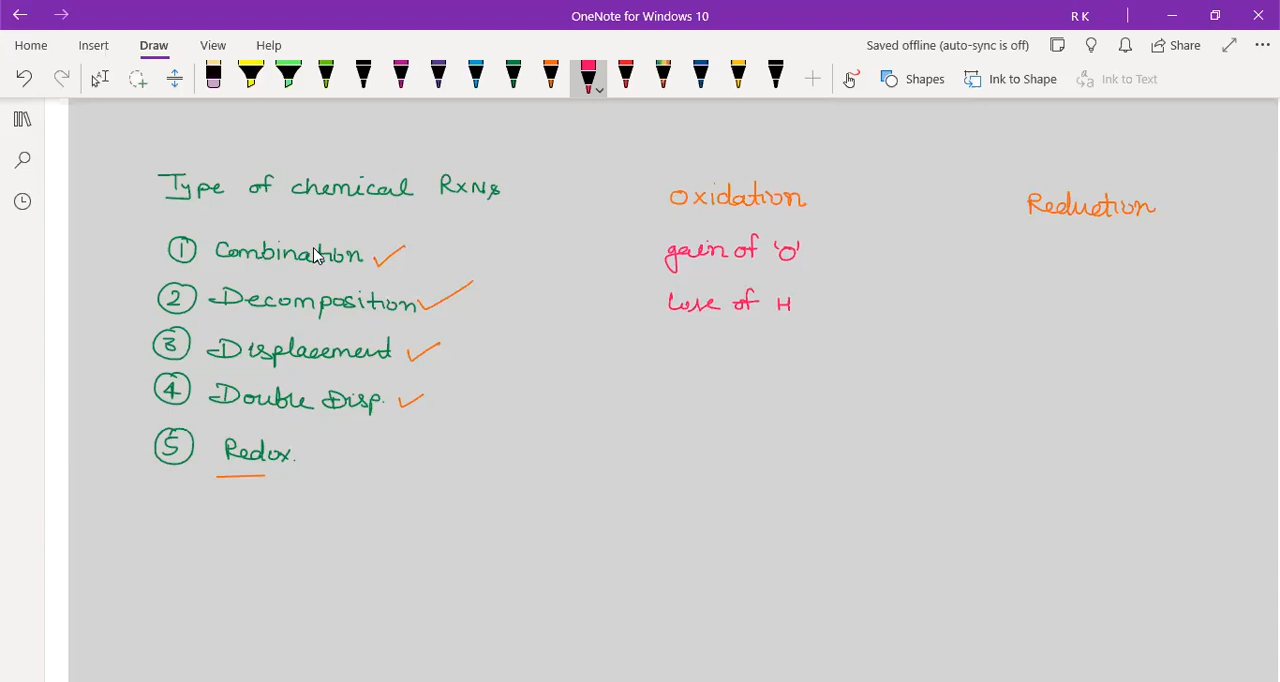 OneNote for Windows 10
R K
Home Insert Draw View Help
Saved offline (auto-sync is off)
Share
Shapes
Ink to Shape
Ink to Text
Type of chemical RxNs
① Combination ✓
② Decomposition ✓
③ Displacement ✓
④ Double Disp. ✓
⑤ Redox.
Oxidation
gain of 'O'
lose of H
Reduction